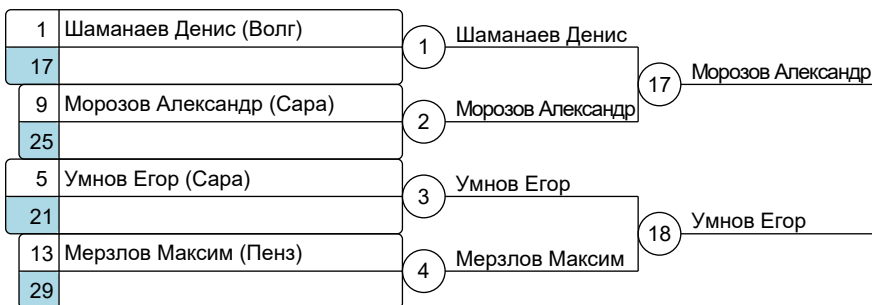 1 Шаманаев Денис (Волг)
1 Шаманаев Денис
17
17 Морозов Александр
9 Морозов Александр (Сара)
2 Морозов Александр
25
5 Умнов Егор (Сара)
3 Умнов Егор
21
18 Умнов Егор
13 Мерзлов Максим (Пенз)
4 Мерзлов Максим
29